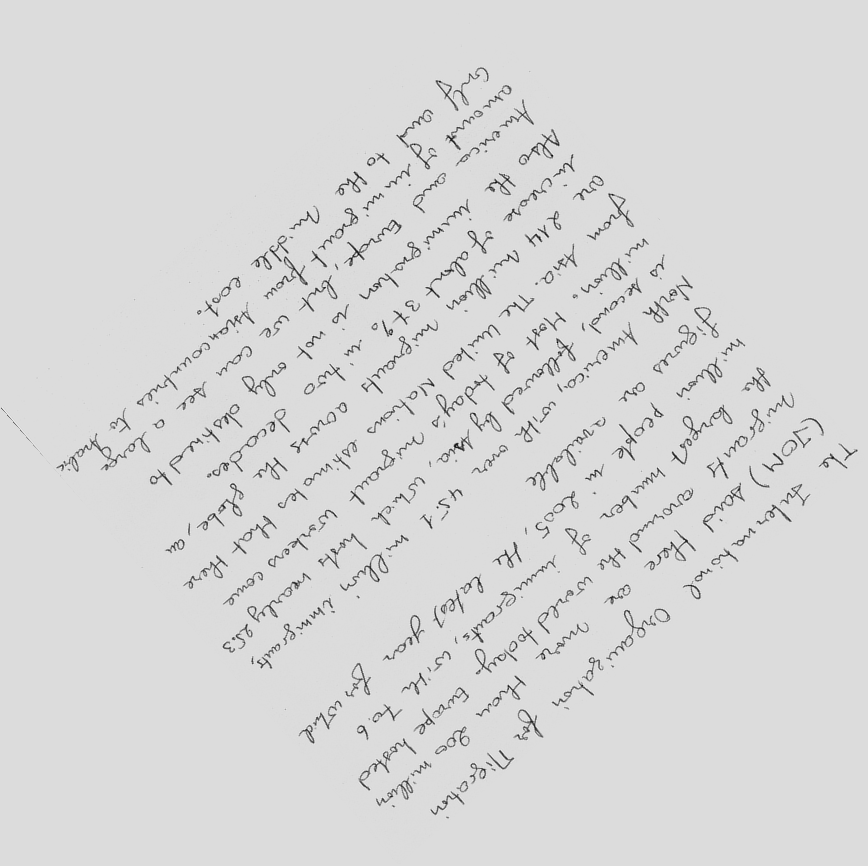 The International Organization for Migration
(IOM) said there are more than 200 million
migrants around the world today. Europe hosted
the largest number of immigrants, with 70.6
million people in 2005, the latest year for which
figures are available
North America, with over 45.1 million immigrants,
is second, followed by Asia, which hosts nearly 25.3
million. Most of today's migrant workers come
from Asia. The United Nations estimates that there
are 214 million migrants across the globe, an
increase of about 37% in two decades.
Also the immigration is not only destined to
America and Europe, but we can see a large
amount of immigrant from Asian countries to Arabic
Gulf and to the middle east.